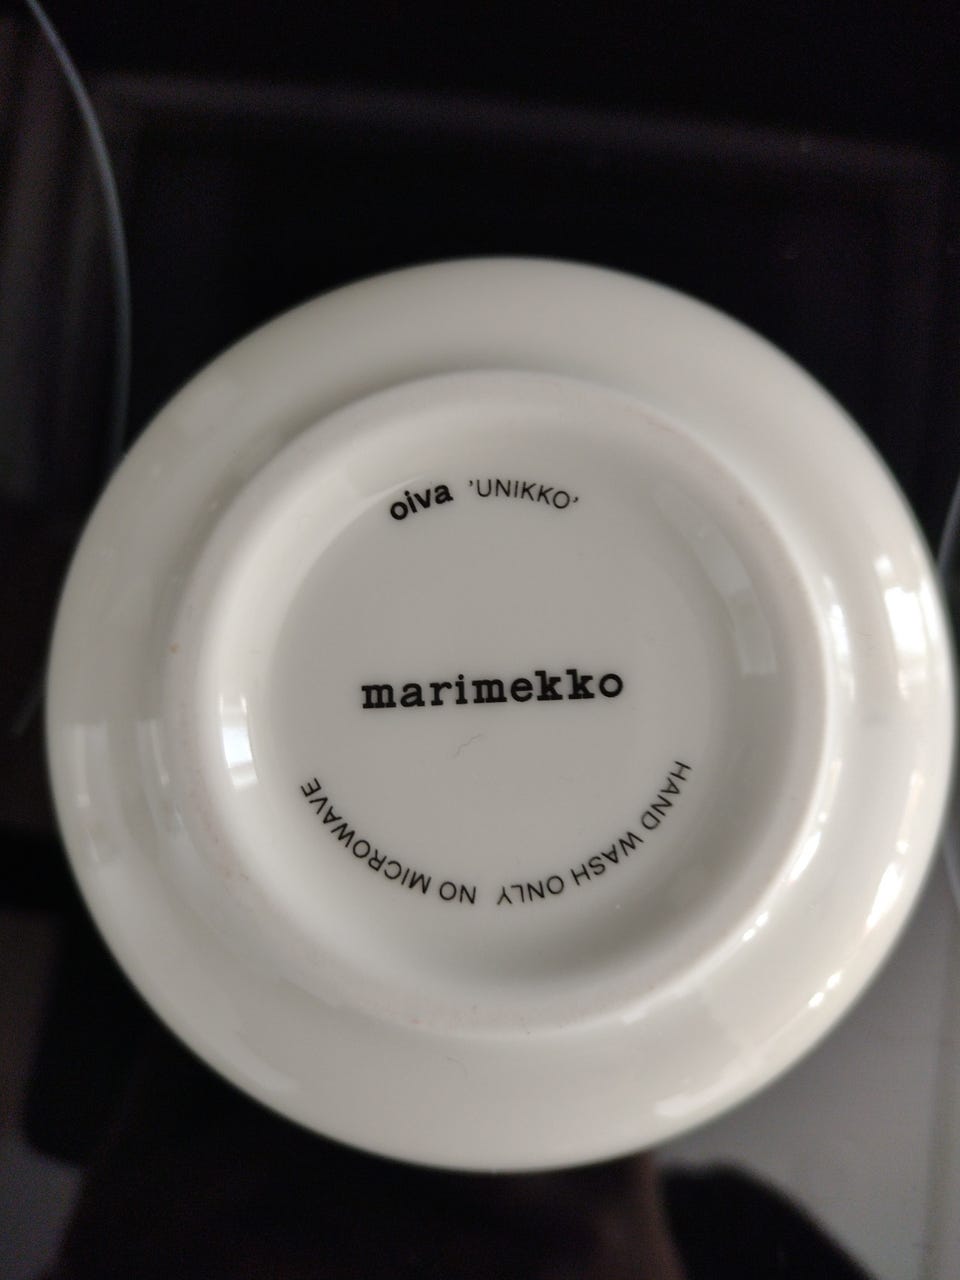 oiva 'UNIKKO'
marimekko
HAND WASH ONLY NO MICROWAVE